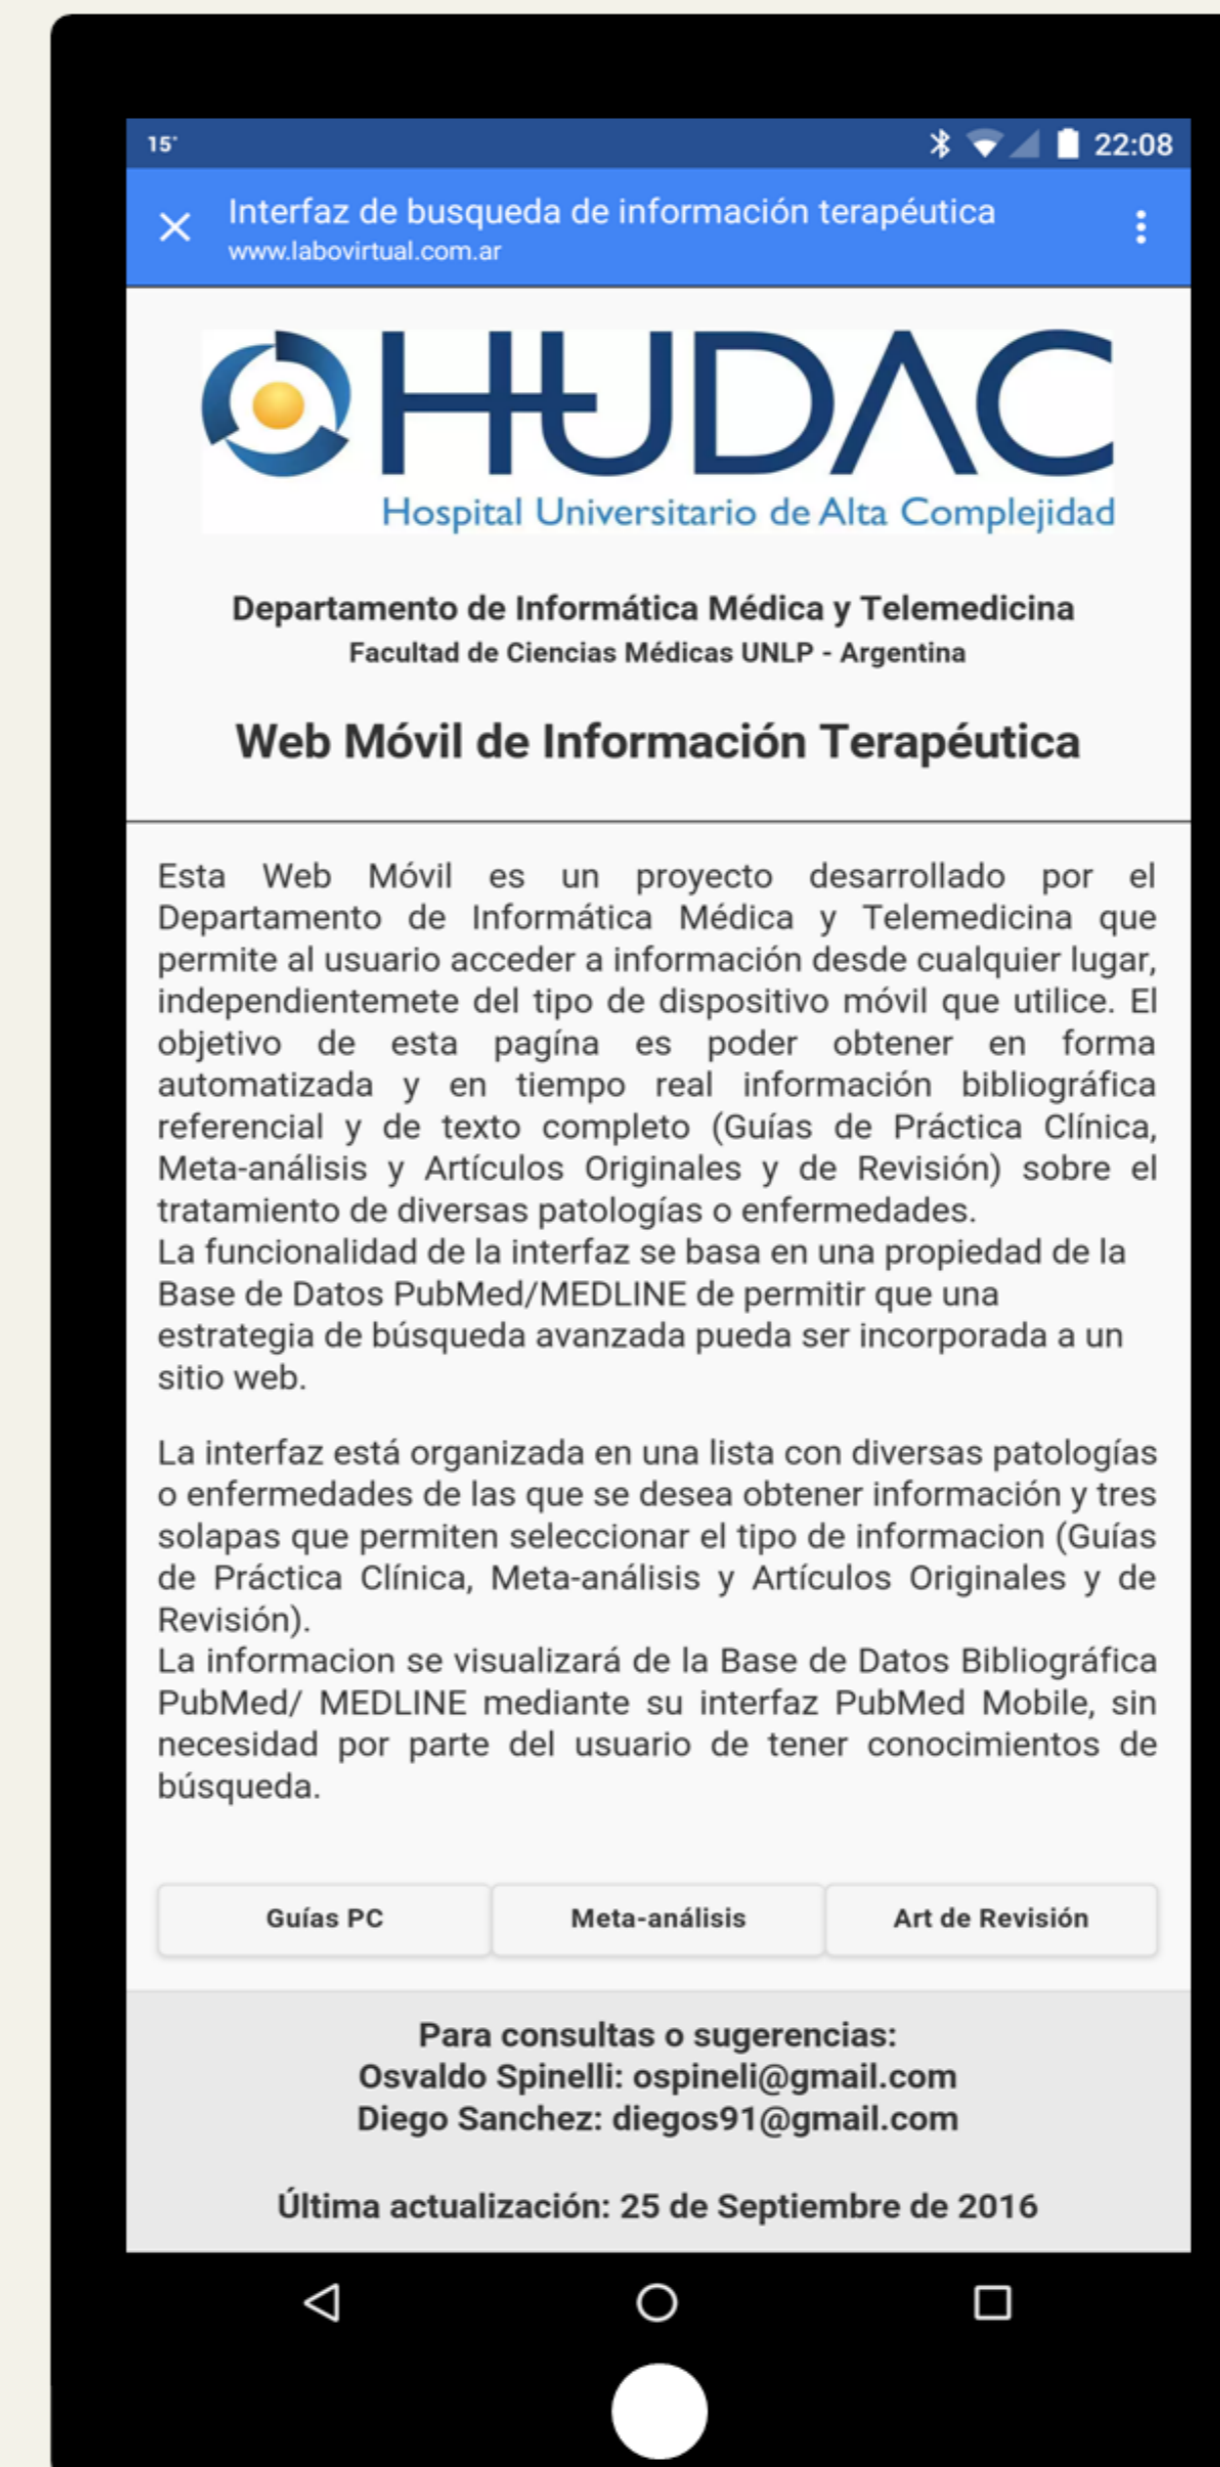 15°
22:08
Interfaz de busqueda de información terapéutica
www.labovirtual.com.ar
HUDAC
Hospital Universitario de Alta Complejidad
Departamento de Informática Médica y Telemedicina
Facultad de Ciencias Médicas UNLP - Argentina
Web Móvil de Información Terapéutica
Esta Web Móvil es un proyecto desarrollado por el
Departamento de Informática Médica y Telemedicina que
permite al usuario acceder a información desde cualquier lugar,
independientemete del tipo de dispositivo móvil que utilice. El
objetivo de esta pagína es poder obtener en forma
automatizada y en tiempo real información bibliográfica
referencial y de texto completo (Guías de Práctica Clínica,
Meta-análisis y Artículos Originales y de Revisión) sobre el
tratamiento de diversas patologías o enfermedades.
La funcionalidad de la interfaz se basa en una propiedad de la
Base de Datos PubMed/MEDLINE de permitir que una
estrategia de búsqueda avanzada pueda ser incorporada a un
sitio web.
La interfaz está organizada en una lista con diversas patologías
o enfermedades de las que se desea obtener información y tres
solapas que permiten seleccionar el tipo de informacion (Guías
de Práctica Clínica, Meta-análisis y Artículos Originales y de
Revisión).
La informacion se visualizará de la Base de Datos Bibliográfica
PubMed/ MEDLINE mediante su interfaz PubMed Mobile, sin
necesidad por parte del usuario de tener conocimientos de
búsqueda.
Guías PC
Meta-análisis
Art de Revisión
Para consultas o sugerencias:
Osvaldo Spinelli: ospineli@gmail.com
Diego Sanchez: diegos91@gmail.com
Última actualización: 25 de Septiembre de 2016